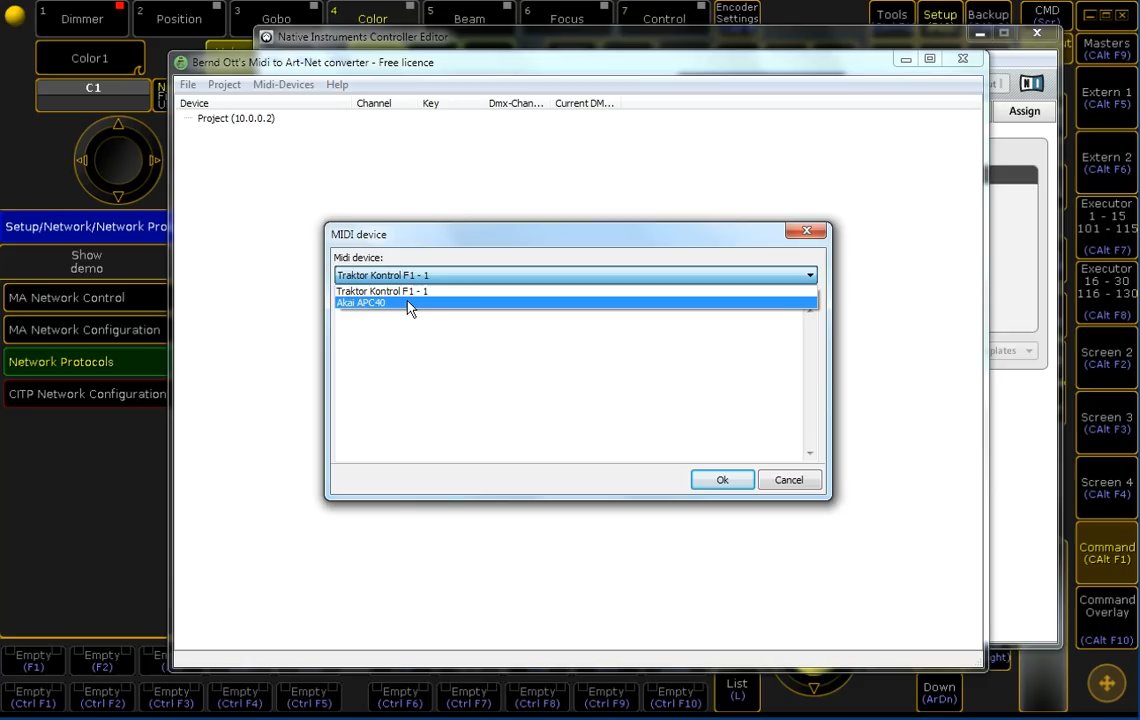 1 Dimmer
2 Position
3 Gobo
4 Color
5 Beam
6 Focus
7 Control
Encoder Settings
Tools
Setup
Backup
CMD (Scr)
Color1
C1
Native Instruments Controller Editor
Bernd Ott's Midi to Art-Net converter - Free licence
File Project Midi-Devices Help
Device Channel Key Dmx-Chan... Current DM...
Project (10.0.0.2)
Assign
MIDI device
Midi device:
Traktor Kontrol F1 - 1
Traktor Kontrol F1 - 1
Akai APC40
Ok Cancel
Setup/Network/Network Pro
Show demo
MA Network Control
MA Network Configuration
Network Protocols
CITP Network Configuration
plates
Masters (CAlt F9)
Extern 1 (CAlt F5)
Extern 2 (CAlt F6)
Executor 1 - 15 101 - 115 (CAlt F7)
Executor 16 - 30 116 - 130 (CAlt F8)
Screen 2 (CAlt F2)
Screen 3 (CAlt F3)
Screen 4 (CAlt F4)
Command (CAlt F1)
Command Overlay (CAlt F10)
Empty (F1)
Empty (F2)
ght)
Empty (Ctrl F1)
Empty (Ctrl F2)
Empty (Ctrl F3)
Empty (Ctrl F4)
Empty (Ctrl F5)
Empty (Ctrl F6)
Empty (Ctrl F7)
Empty (Ctrl F8)
Empty (Ctrl F9)
Empty (Ctrl F10)
List (L)
Down (ArDn)